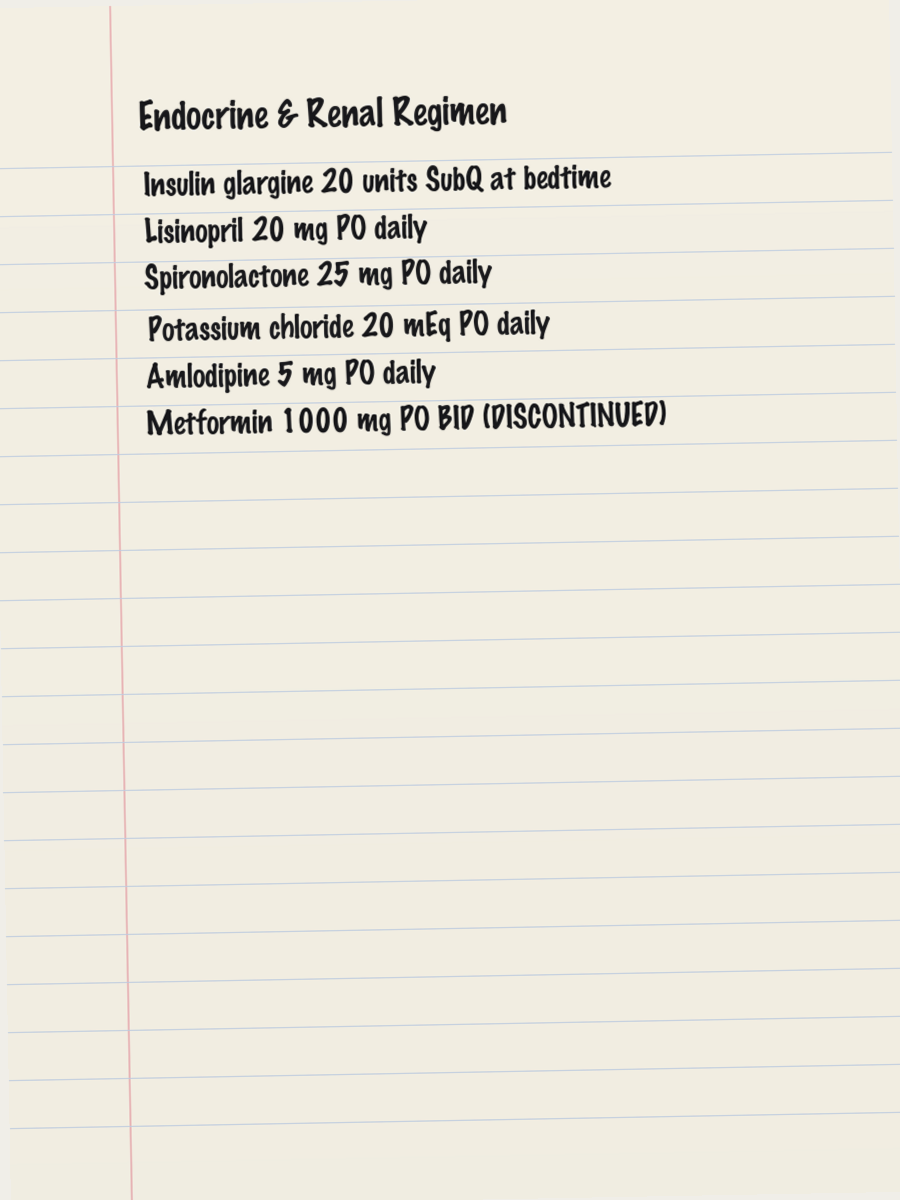 Endocrine & Renal Regimen
Insulin glargine 20 units SubQ at bedtime
Lisinopril 20 mg PO daily
Spironolactone 25 mg PO daily
Potassium chloride 20 mEq PO daily
Amlodipine 5 mg PO daily
Metformin 1000 mg PO BID (DISCONTINUED)